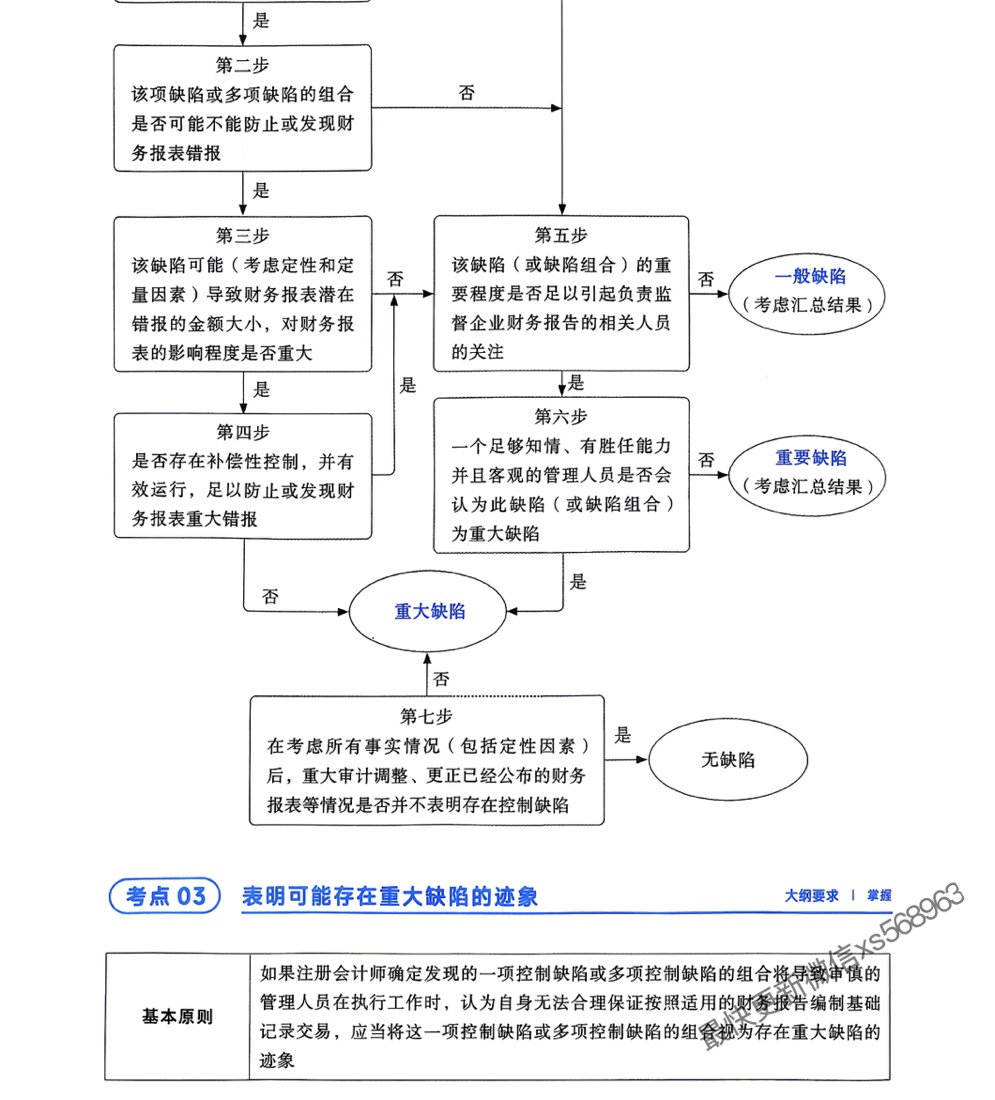 是
第二步
该项缺陷或多项缺陷的组合
是否可能不能防止或发现财
务报表错报
否
是
第三步
该缺陷可能（考虑定性和定
量因素）导致财务报表潜在
错报的金额大小，对财务报
表的影响程度是否重大
否
第五步
该缺陷（或缺陷组合）的重
要程度是否足以引起负责监
督企业财务报告的相关人员
的关注
否
一般缺陷
（考虑汇总结果）
是
是
是
第四步
是否存在补偿性控制，并有
效运行，足以防止或发现财
务报表重大错报
第六步
一个足够知情、有胜任能力
并且客观的管理人员是否会
认为此缺陷（或缺陷组合）
为重大缺陷
否
重要缺陷
（考虑汇总结果）
否
是
重大缺陷
否
第七步
在考虑所有事实情况（包括定性因素）
后，重大审计调整、更正已经公布的财务
报表等情况是否并不表明存在控制缺陷
是
无缺陷
考点 03 表明可能存在重大缺陷的迹象 大纲要求 | 掌握
基本原则
如果注册会计师确定发现的一项控制缺陷或多项控制缺陷的组合将导致审慎的
管理人员在执行工作时，认为自身无法合理保证按照适用的财务报告编制基础
记录交易，应当将这一项控制缺陷或多项控制缺陷的组合视为存在重大缺陷的
迹象
最快更新微信xs568963